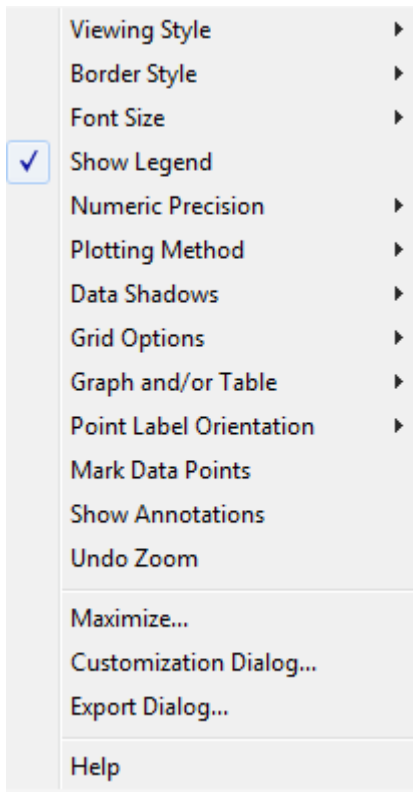 Viewing Style
Border Style
Font Size
Show Legend
Numeric Precision
Plotting Method
Data Shadows
Grid Options
Graph and/or Table
Point Label Orientation
Mark Data Points
Show Annotations
Undo Zoom
Maximize...
Customization Dialog...
Export Dialog...
Help